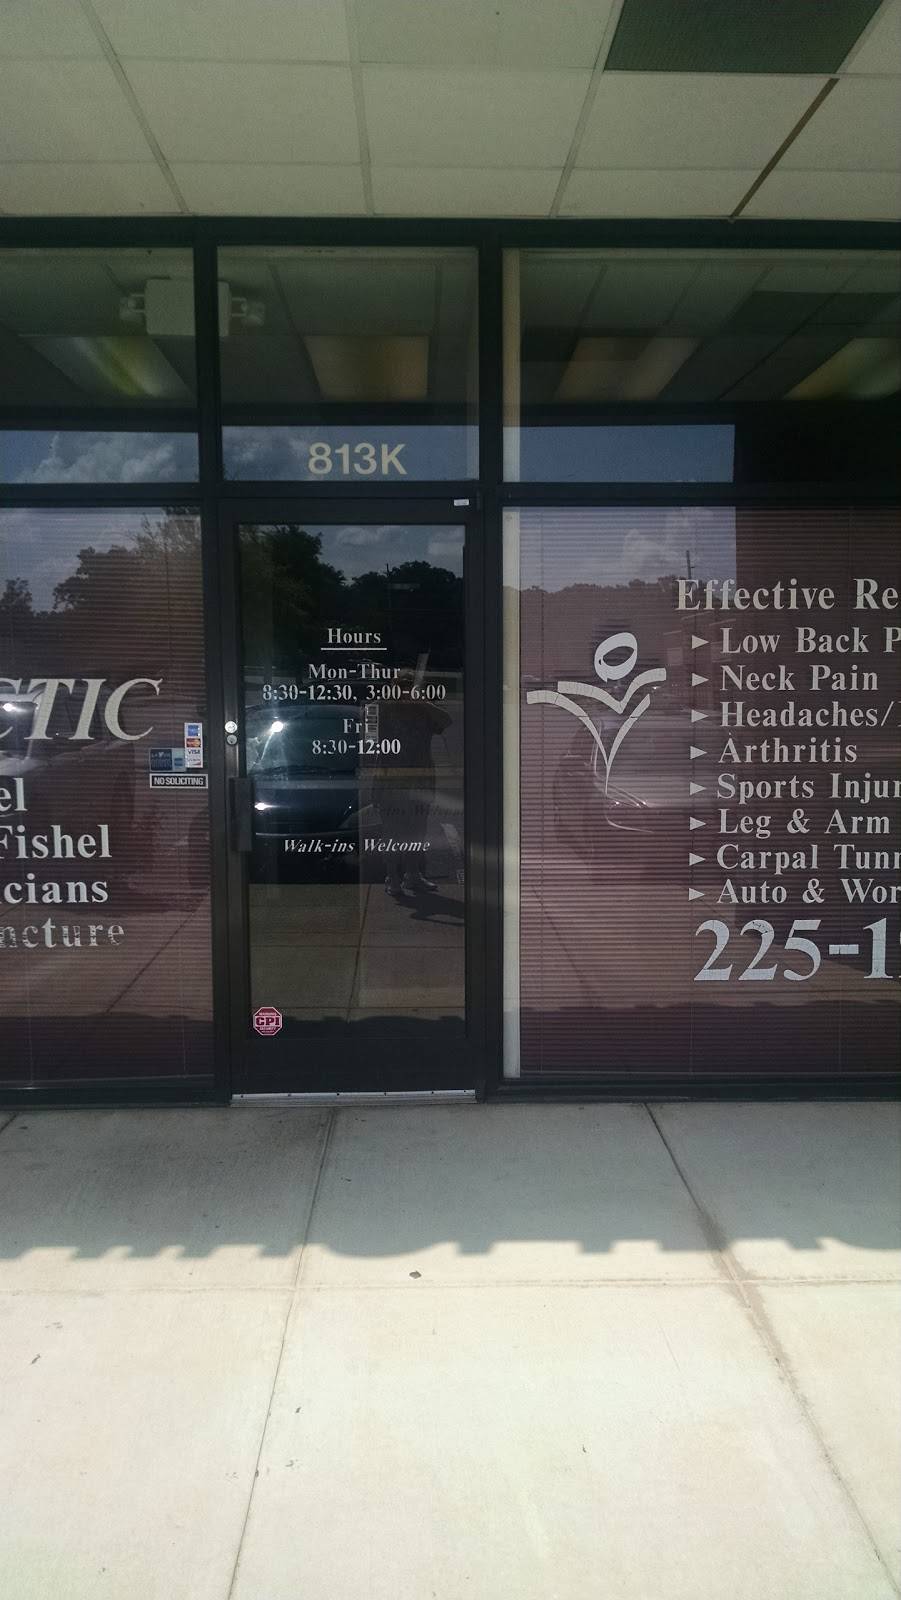 813K
CTIC
el
Fishel
icians
ncture
VISA
NO SOLICITING
Hours
Mon-Thur
8:30-12:30, 3:00-6:00
Fri
8:30-12:00
Walk-ins Welcome
CPI
SECURITY
Effective Re
▸ Low Back P
▸ Neck Pain
▸ Headaches/
▸ Arthritis
▸ Sports Injur
▸ Leg & Arm
▸ Carpal Tunn
▸ Auto & Wor
225-1